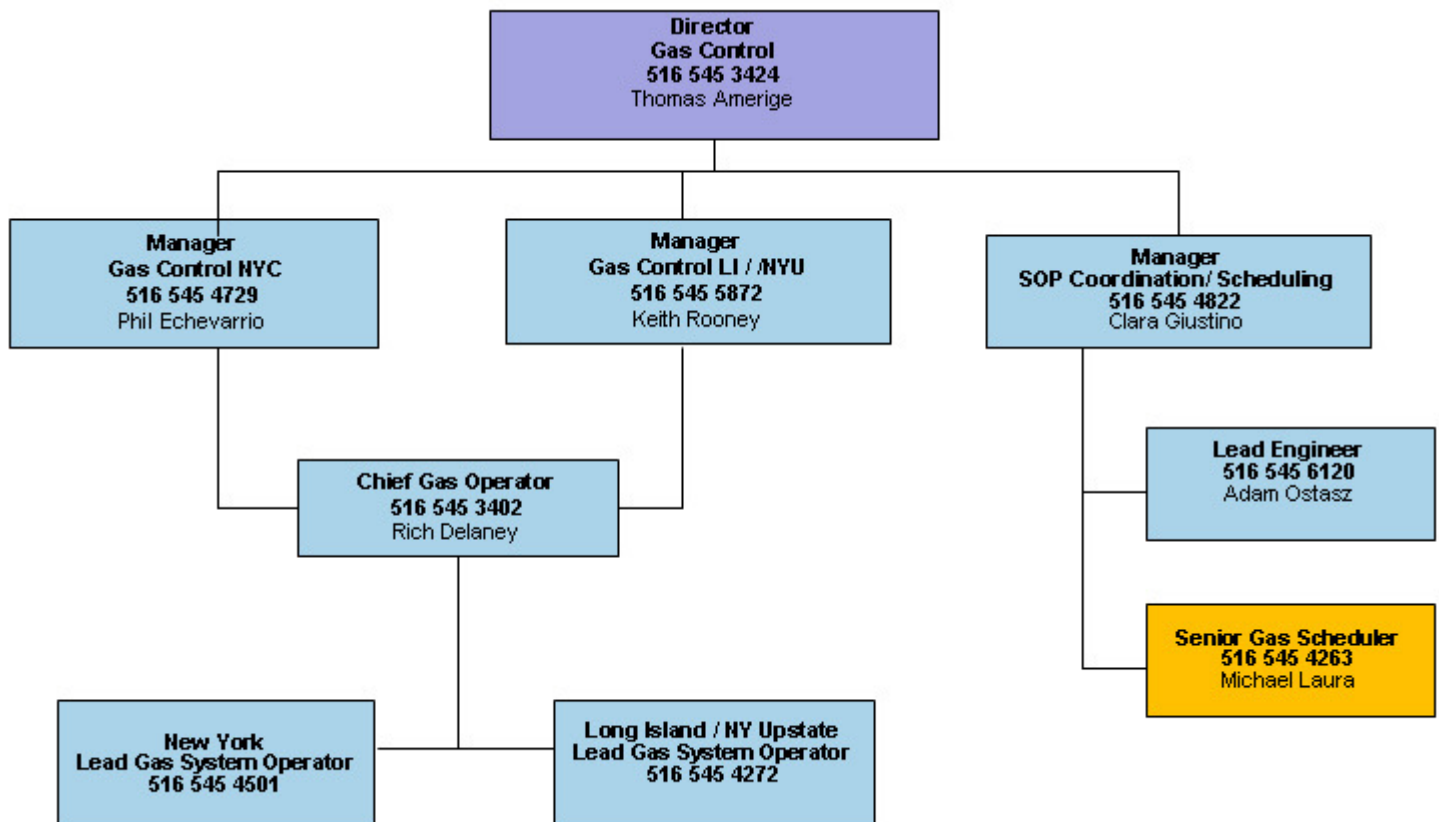 Director
Gas Control
516 545 3424
Thomas Amerige
Manager
Gas Control NYC
516 545 4729
Phil Echevarrio
Manager
Gas Control LI / /NYU
516 545 5872
Keith Rooney
Manager
SOP Coordination/ Scheduling
516 545 4822
Clara Giustino
Chief Gas Operator
516 545 3402
Rich Delaney
Lead Engineer
516 545 6120
Adam Ostasz
Senior Gas Scheduler
516 545 4263
Michael Laura
New York
Lead Gas System Operator
516 545 4501
Long Island / NY Upstate
Lead Gas System Operator
516 545 4272